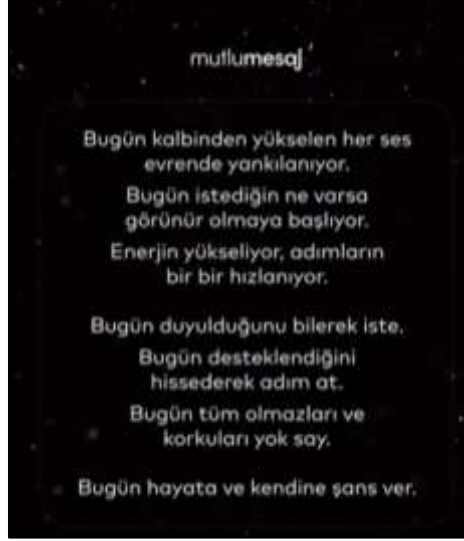 mutlumesaj
Bugün kalbinden yükselen her ses
evrende yankılanıyor.
Bugün istediğin ne varsa
görünür olmaya başlıyor.
Enerjin yükseliyor, adımların
bir bir hızlanıyor.
Bugün duyulduğunu bilerek iste.
Bugün desteklendiğini
hissederek adım at.
Bugün tüm olmazları ve
korkuları yok say.
Bugün hayata ve kendine şans ver.